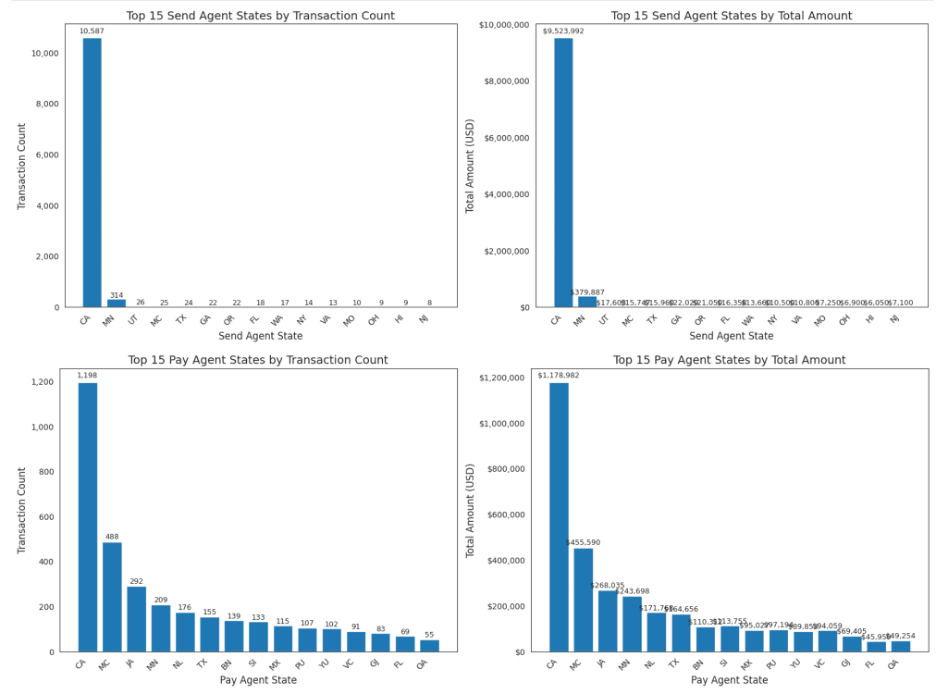 Top 15 Send Agent States by Transaction Count
Transaction Count
10,000
8,000
6,000
4,000
2,000
0
10,587
314
26
25
24
22
22
18
17
14
13
10
9
9
8
CA
MN
UT
MC
TX
GA
OR
FL
WA
NY
VA
MO
OH
HI
NJ
Send Agent State
Top 15 Send Agent States by Total Amount
Total Amount (USD)
$10,000,000
$8,000,000
$6,000,000
$4,000,000
$2,000,000
$0
$9,523,992
$379,887
$7,250
$6,900
$6,050
$7,100
CA
MN
UT
MC
TX
GA
OR
FL
WA
NY
VA
MO
OH
HI
NJ
Send Agent State
Top 15 Pay Agent States by Transaction Count
Transaction Count
1,200
1,000
800
600
400
200
0
1,198
488
292
209
176
155
139
133
115
107
102
91
83
69
55
CA
MC
JA
MN
NL
TX
BN
SI
MX
PU
YU
VC
GJ
FL
OA
Pay Agent State
Top 15 Pay Agent States by Total Amount
Total Amount (USD)
$1,200,000
$1,000,000
$800,000
$600,000
$400,000
$200,000
$0
$1,178,982
$455,590
$268,035
$243,698
$164,656
$113,755
$94,059
$69,405
$49,254
CA
MC
JA
MN
NL
TX
BN
SI
MX
PU
YU
VC
GJ
FL
OA
Pay Agent State